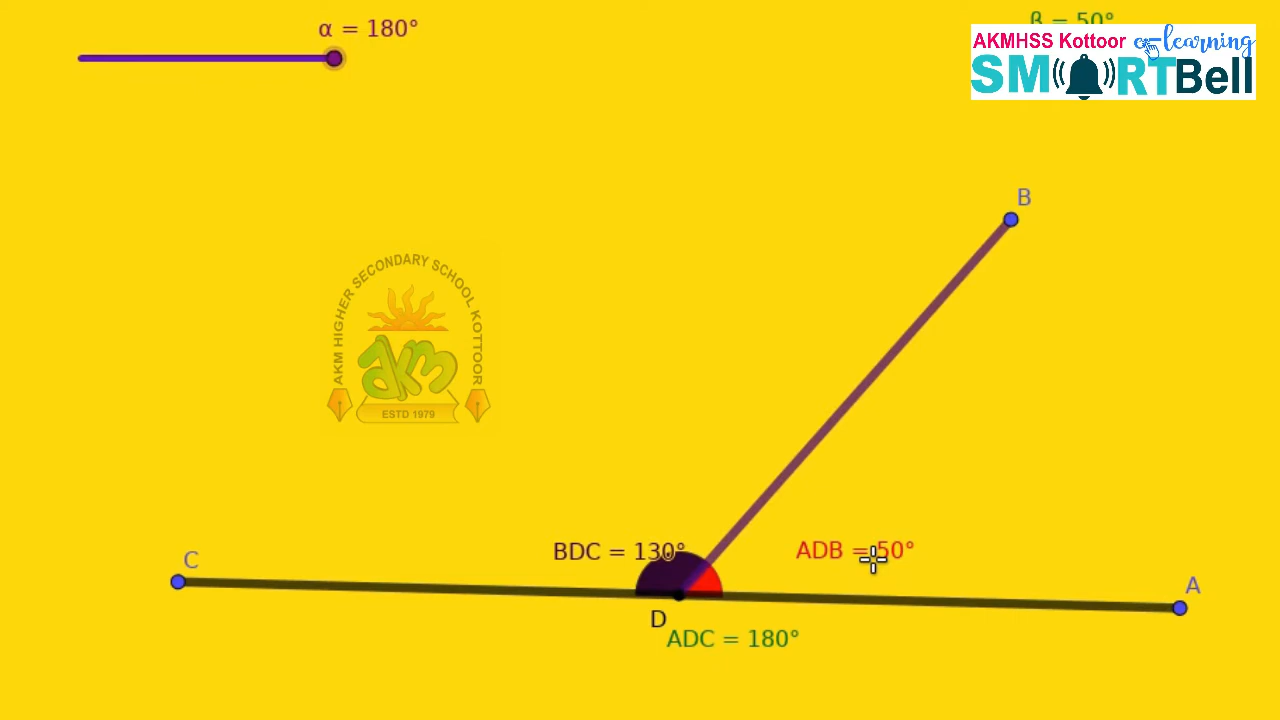 α = 180°
β = 50°
AKMHSS Kottoor e-learning
SMARTBell
B
AKM HIGHER SECONDARY SCHOOL KOTTOOR
akm
ESTD 1979
BDC = 130°
ADB = 50°
C
A
D
ADC = 180°